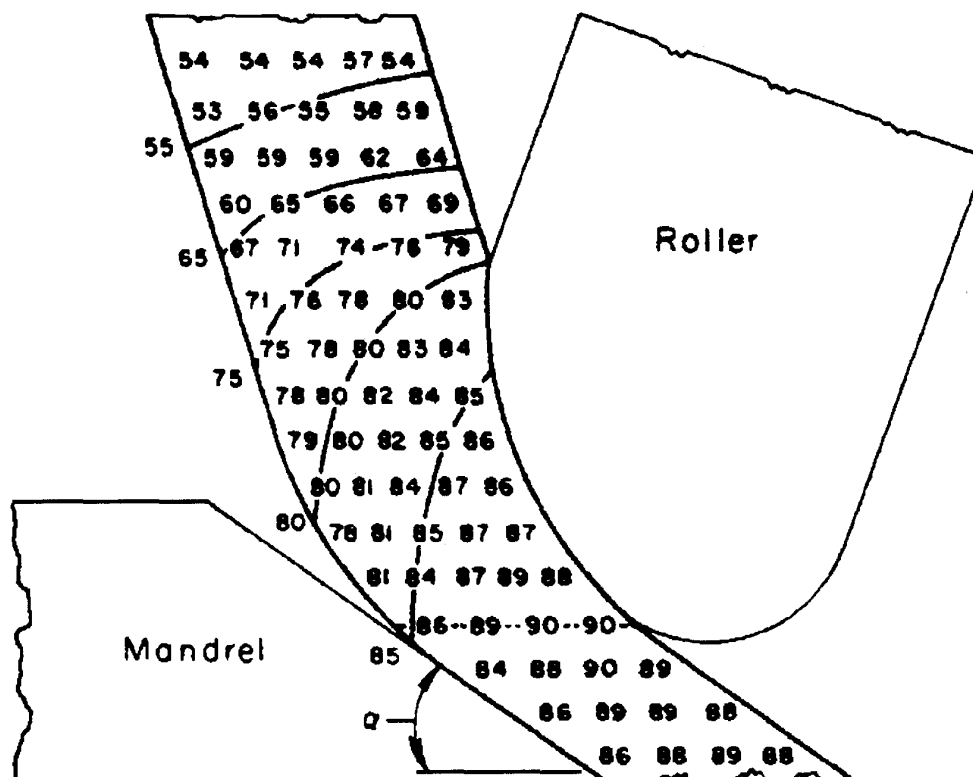 54 54 54 57 54
53 56 55 58 59
55
59 59 59 62 64
60 65 66 67 69
Roller
65 67 71 74 76 79
71 76 78 80 83
75 78 80 83 84
75
78 80 82 84 85
79 80 82 85 86
80 81 84 87 86
80
78 81 85 87 87
81 84 87 89 88
86 89 90 90
Mandrel
85
84 88 90 89
α
86 89 89 88
86 88 89 88